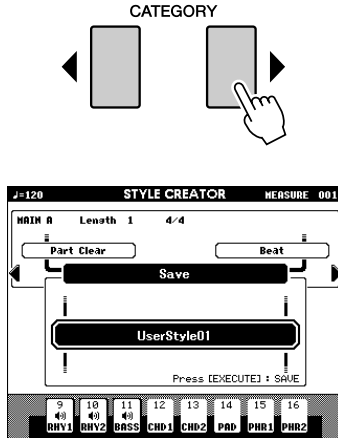 CATEGORY
♩=120 STYLE CREATOR MEASURE 001
MAIN A Length 1 4/4
Part Clear Beat
Save
UserStyle01
Press [EXECUTE] : SAVE
9 10 11 12 13 14 15 16
RHY1 RHY2 BASS CHD1 CHD2 PAD PHR1 PHR2